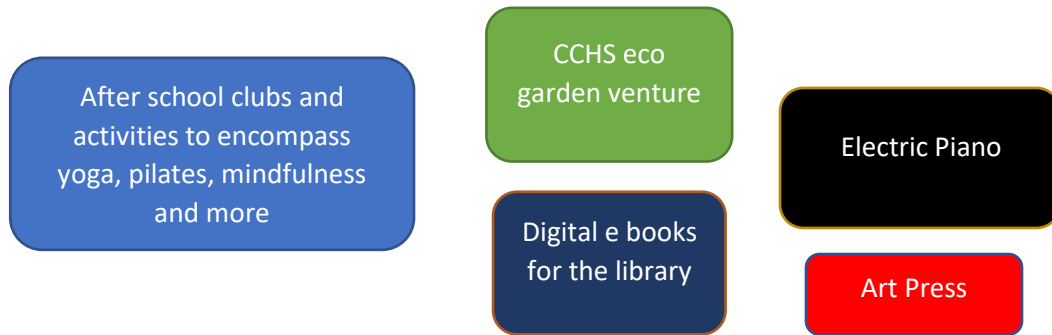 After school clubs and
activities to encompass
yoga, pilates, mindfulness
and more
CCHS eco
garden venture
Digital e books
for the library
Electric Piano
Art Press